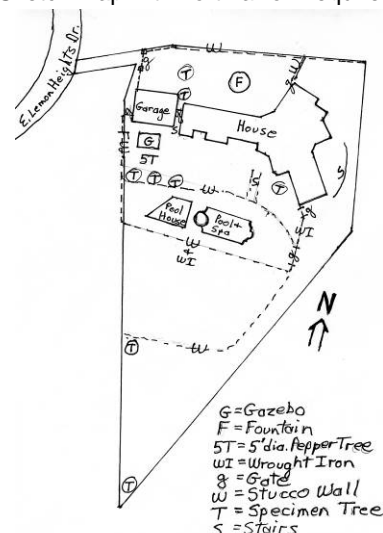 E. Lemon Heights Dr.
W
g
g
W
T
F
T
Garage
House
S
G
5T
T
T
T
W
T
S
Pool House
Pool & Spa
g
WI
W
&
WI
g
T
W
N
T
G=Gazebo
F=Fountain
5T=5'dia. Pepper Tree
WI=Wrought Iron
g=Gate
W=Stucco Wall
T=Specimen Tree
S=Stairs